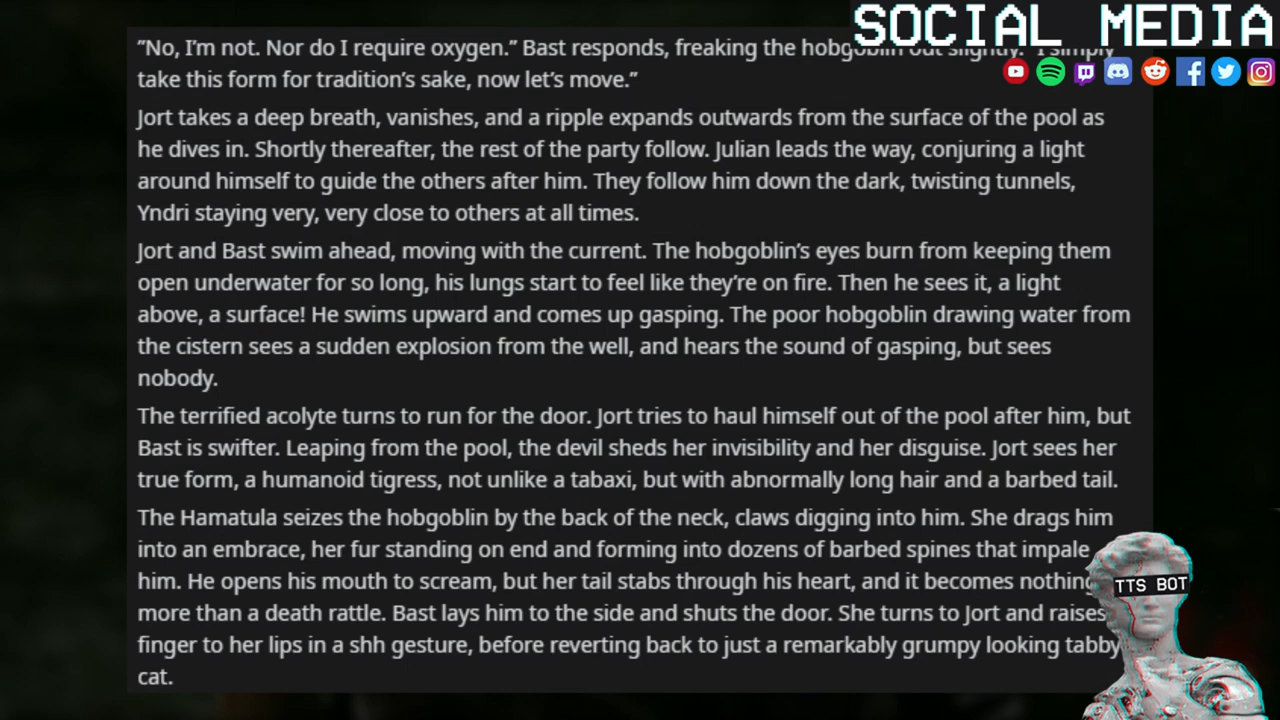 SOCIAL MEDIA
”No, I’m not. Nor do I require oxygen.” Bast responds, freaking the hobgoblin out slightly. “I simply
take this form for tradition’s sake, now let’s move.”
Jort takes a deep breath, vanishes, and a ripple expands outwards from the surface of the pool as
he dives in. Shortly thereafter, the rest of the party follow. Julian leads the way, conjuring a light
around himself to guide the others after him. They follow him down the dark, twisting tunnels,
Yndri staying very, very close to others at all times.
Jort and Bast swim ahead, moving with the current. The hobgoblin’s eyes burn from keeping them
open underwater for so long, his lungs start to feel like they’re on fire. Then he sees it, a light
above, a surface! He swims upward and comes up gasping. The poor hobgoblin drawing water from
the cistern sees a sudden explosion from the well, and hears the sound of gasping, but sees
nobody.
The terrified acolyte turns to run for the door. Jort tries to haul himself out of the pool after him, but
Bast is swifter. Leaping from the pool, the devil sheds her invisibility and her disguise. Jort sees her
true form, a humanoid tigress, not unlike a tabaxi, but with abnormally long hair and a barbed tail.
The Hamatula seizes the hobgoblin by the back of the neck, claws digging into him. She drags him
into an embrace, her fur standing on end and forming into dozens of barbed spines that impale
him. He opens his mouth to scream, but her tail stabs through his heart, and it becomes nothing
more than a death rattle. Bast lays him to the side and shuts the door. She turns to Jort and raises
finger to her lips in a shh gesture, before reverting back to just a remarkably grumpy looking tabby
cat.
TTS BOT